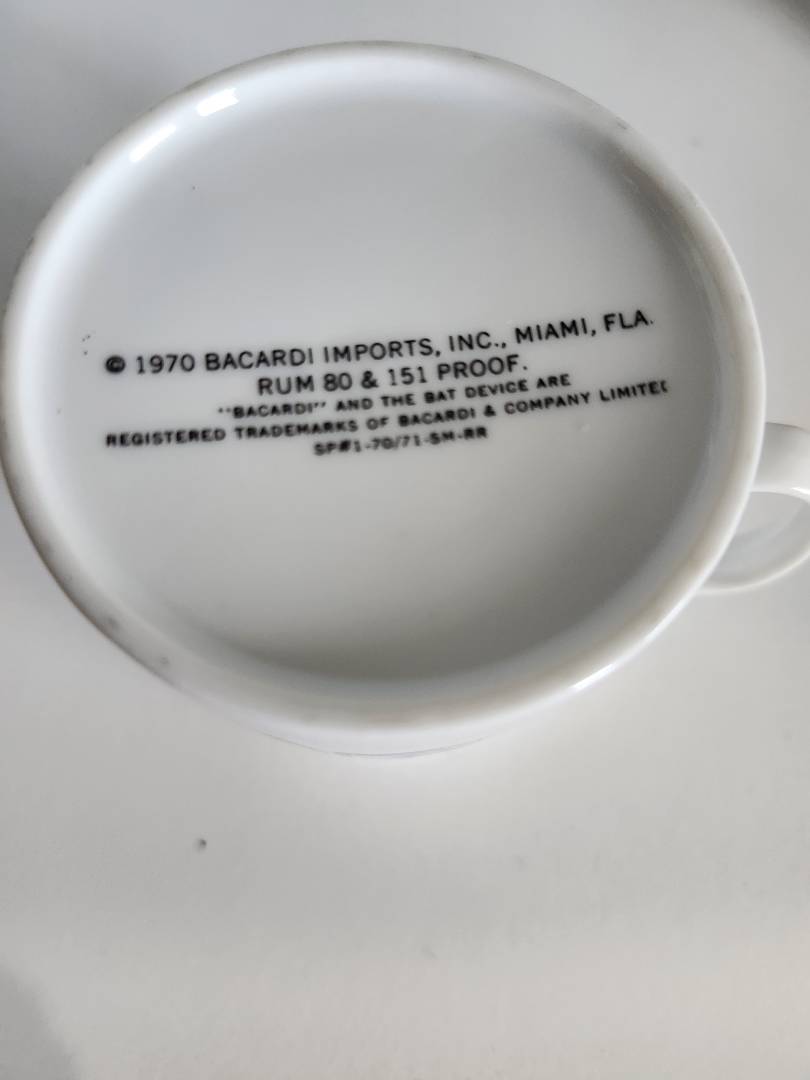 © 1970 BACARDI IMPORTS, INC., MIAMI, FLA.
RUM 80 & 151 PROOF.
"BACARDI" AND THE BAT DEVICE ARE
REGISTERED TRADEMARKS OF BACARDI & COMPANY LIMITED
SP#1-70/71-SM-RR